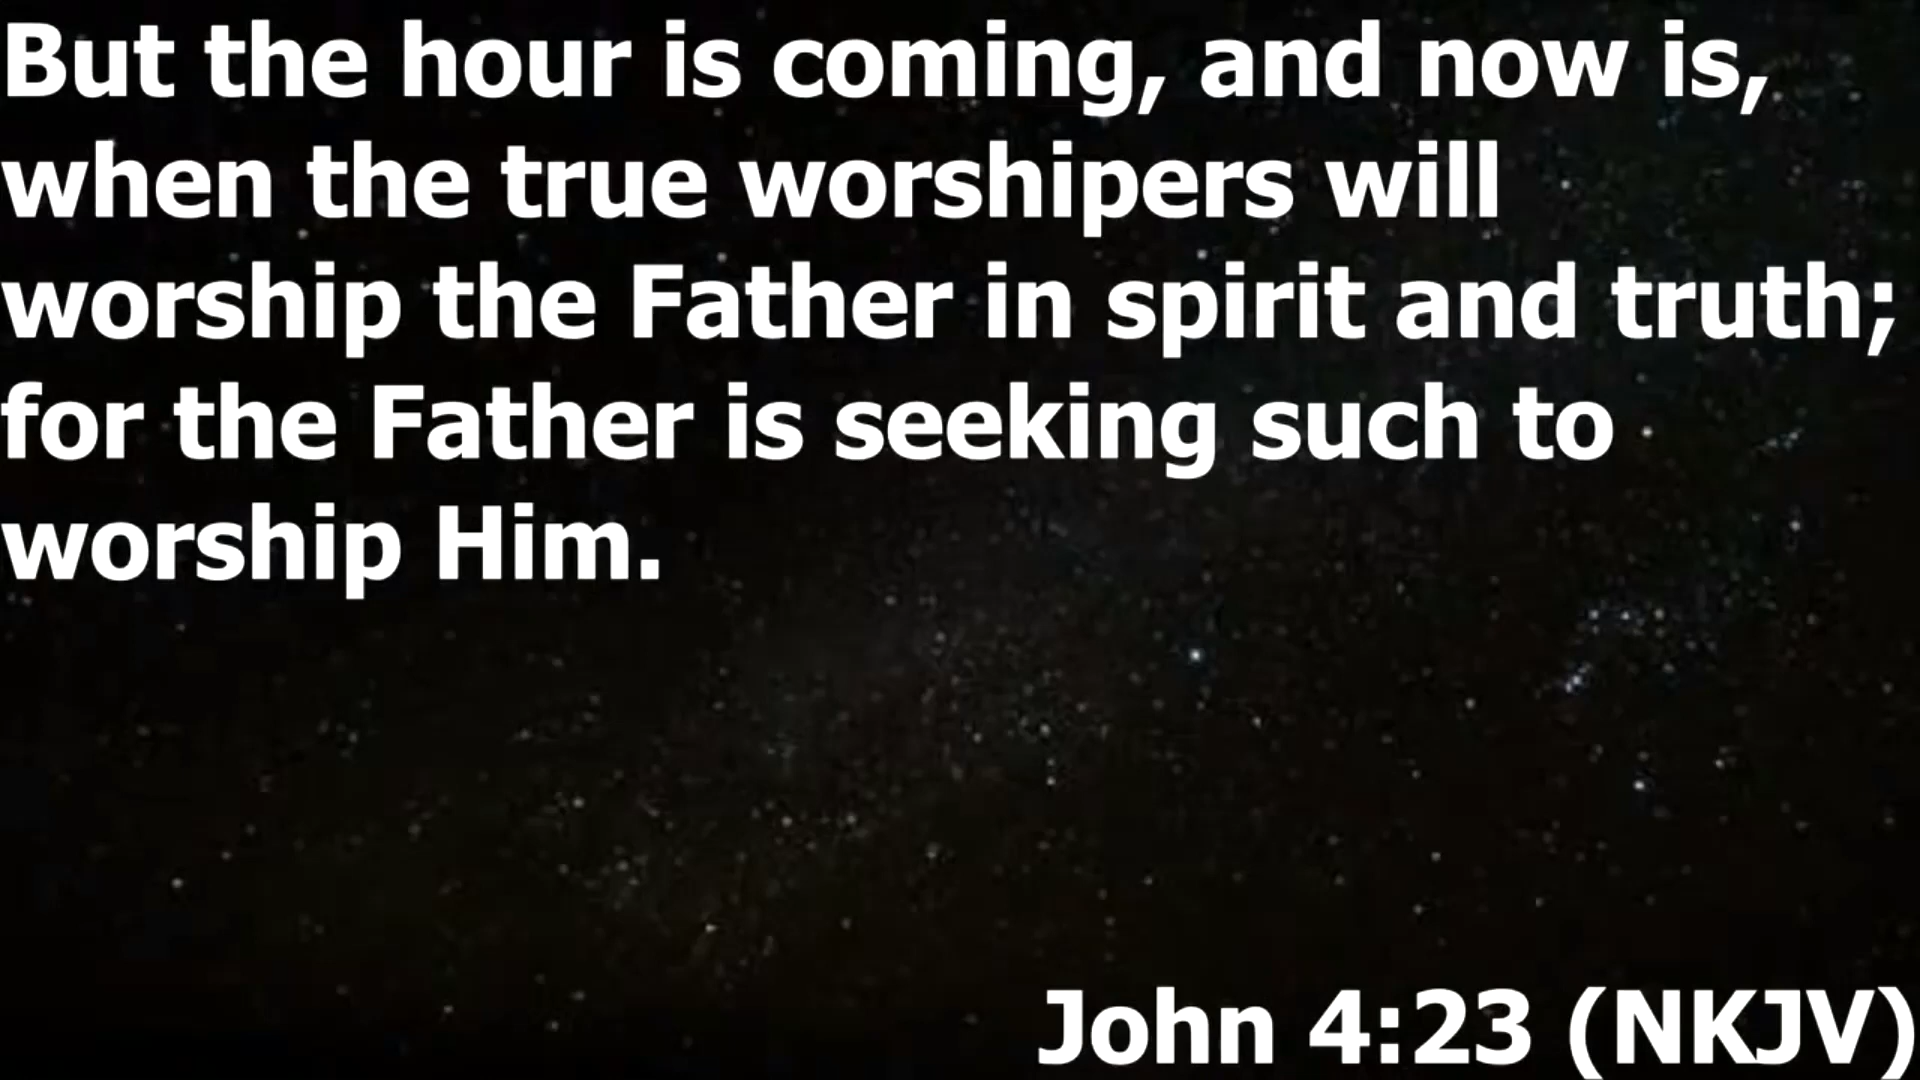 But the hour is coming, and now is,
when the true worshipers will
worship the Father in spirit and truth;
for the Father is seeking such to
worship Him.
John 4:23 (NKJV)